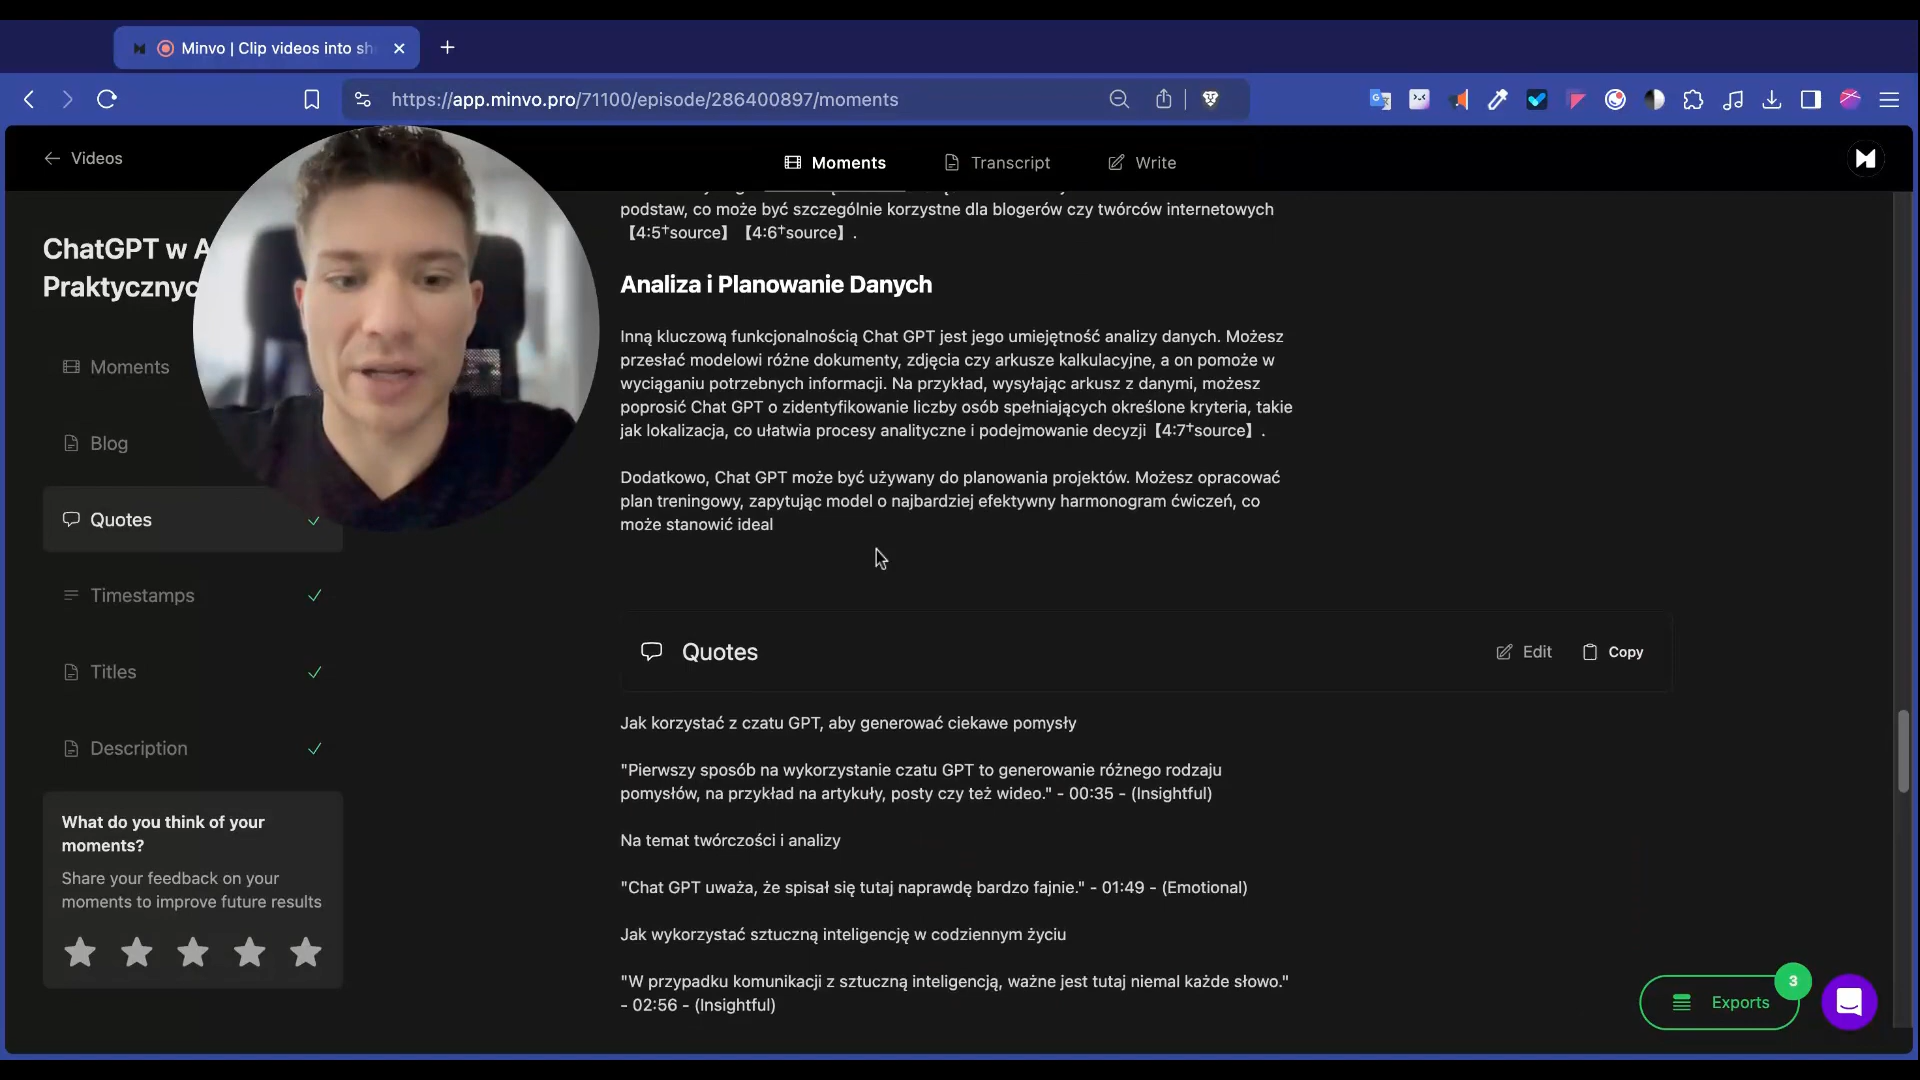 Minvo | Clip videos into sh
https://app.minvo.pro/71100/episode/286400897/moments
Videos
Moments
Transcript
Write
ChatGPT w A
Praktycznyc
Moments
Blog
Quotes
Timestamps
Titles
Description
What do you think of your
moments?
Share your feedback on your
moments to improve future results
podstaw, co może być szczególnie korzystne dla blogerów czy twórców internetowych
【4:5†source】【4:6†source】.
Analiza i Planowanie Danych
Inną kluczową funkcjonalnością Chat GPT jest jego umiejętność analizy danych. Możesz
przesłać modelowi różne dokumenty, zdjęcia czy arkusze kalkulacyjne, a on pomoże w
wyciąganiu potrzebnych informacji. Na przykład, wysyłając arkusz z danymi, możesz
poprosić Chat GPT o zidentyfikowanie liczby osób spełniających określone kryteria, takie
jak lokalizacja, co ułatwia procesy analityczne i podejmowanie decyzji【4:7†source】.
Dodatkowo, Chat GPT może być używany do planowania projektów. Możesz opracować
plan treningowy, zapytując model o najbardziej efektywny harmonogram ćwiczeń, co
może stanowić ideal
Quotes
Edit
Copy
Jak korzystać z czatu GPT, aby generować ciekawe pomysły
"Pierwszy sposób na wykorzystanie czatu GPT to generowanie różnego rodzaju
pomysłów, na przykład na artykuły, posty czy też wideo." - 00:35 - (Insightful)
Na temat twórczości i analizy
"Chat GPT uważa, że spisał się tutaj naprawdę bardzo fajnie." - 01:49 - (Emotional)
Jak wykorzystać sztuczną inteligencję w codziennym życiu
"W przypadku komunikacji z sztuczną inteligencją, ważne jest tutaj niemal każde słowo."
- 02:56 - (Insightful)
Exports
3